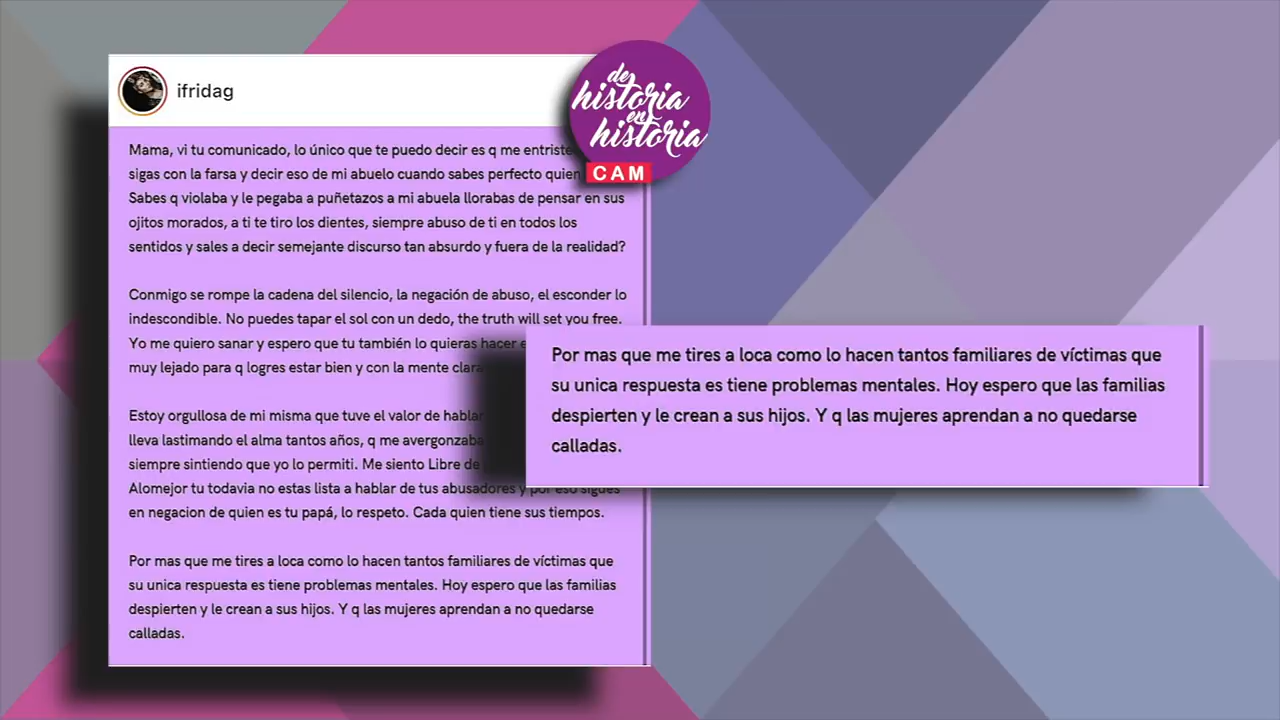 ifridag
de
historia
en
historia
CAM
Mama, vi tu comunicado, lo único que te puedo decir es q me
sigas con la farsa y decir eso de mi abuelo cuando sabes perfecto quien
Sabes q violaba y le pegaba a puñetazos a mi abuela llorabas de pensar en sus
ojitos morados, a ti te tiro los dientes, siempre abuso de ti en todos los
sentidos y sales a decir semejante discurso tan absurdo y fuera de la realidad?
Conmigo se rompe la cadena del silencio, la negación de abuso, el esconder lo
indescondible. No puedes tapar el sol con un dedo, the truth will set you free.
Yo me quiero sanar y espero que tu también lo quieras hacer
muy lejado para q logres estar bien y con la mente
Estoy orgullosa de mi misma que tuve el valor de hablar
lleva lastimando el alma tantos años, q me avergonzaba
siempre sintiendo que yo lo permiti. Me siento Libre de
Alomejor tu todavia no estas lista a hablar de tus abusadores y por eso sigues
en negacion de quien es tu papá, lo respeto. Cada quien tiene sus tiempos.
Por mas que me tires a loca como lo hacen tantos familiares de víctimas que
su unica respuesta es tiene problemas mentales. Hoy espero que las familias
despierten y le crean a sus hijos. Y q las mujeres aprendan a no quedarse
calladas.
Por mas que me tires a loca como lo hacen tantos familiares de víctimas que
su unica respuesta es tiene problemas mentales. Hoy espero que las familias
despierten y le crean a sus hijos. Y q las mujeres aprendan a no quedarse
calladas.